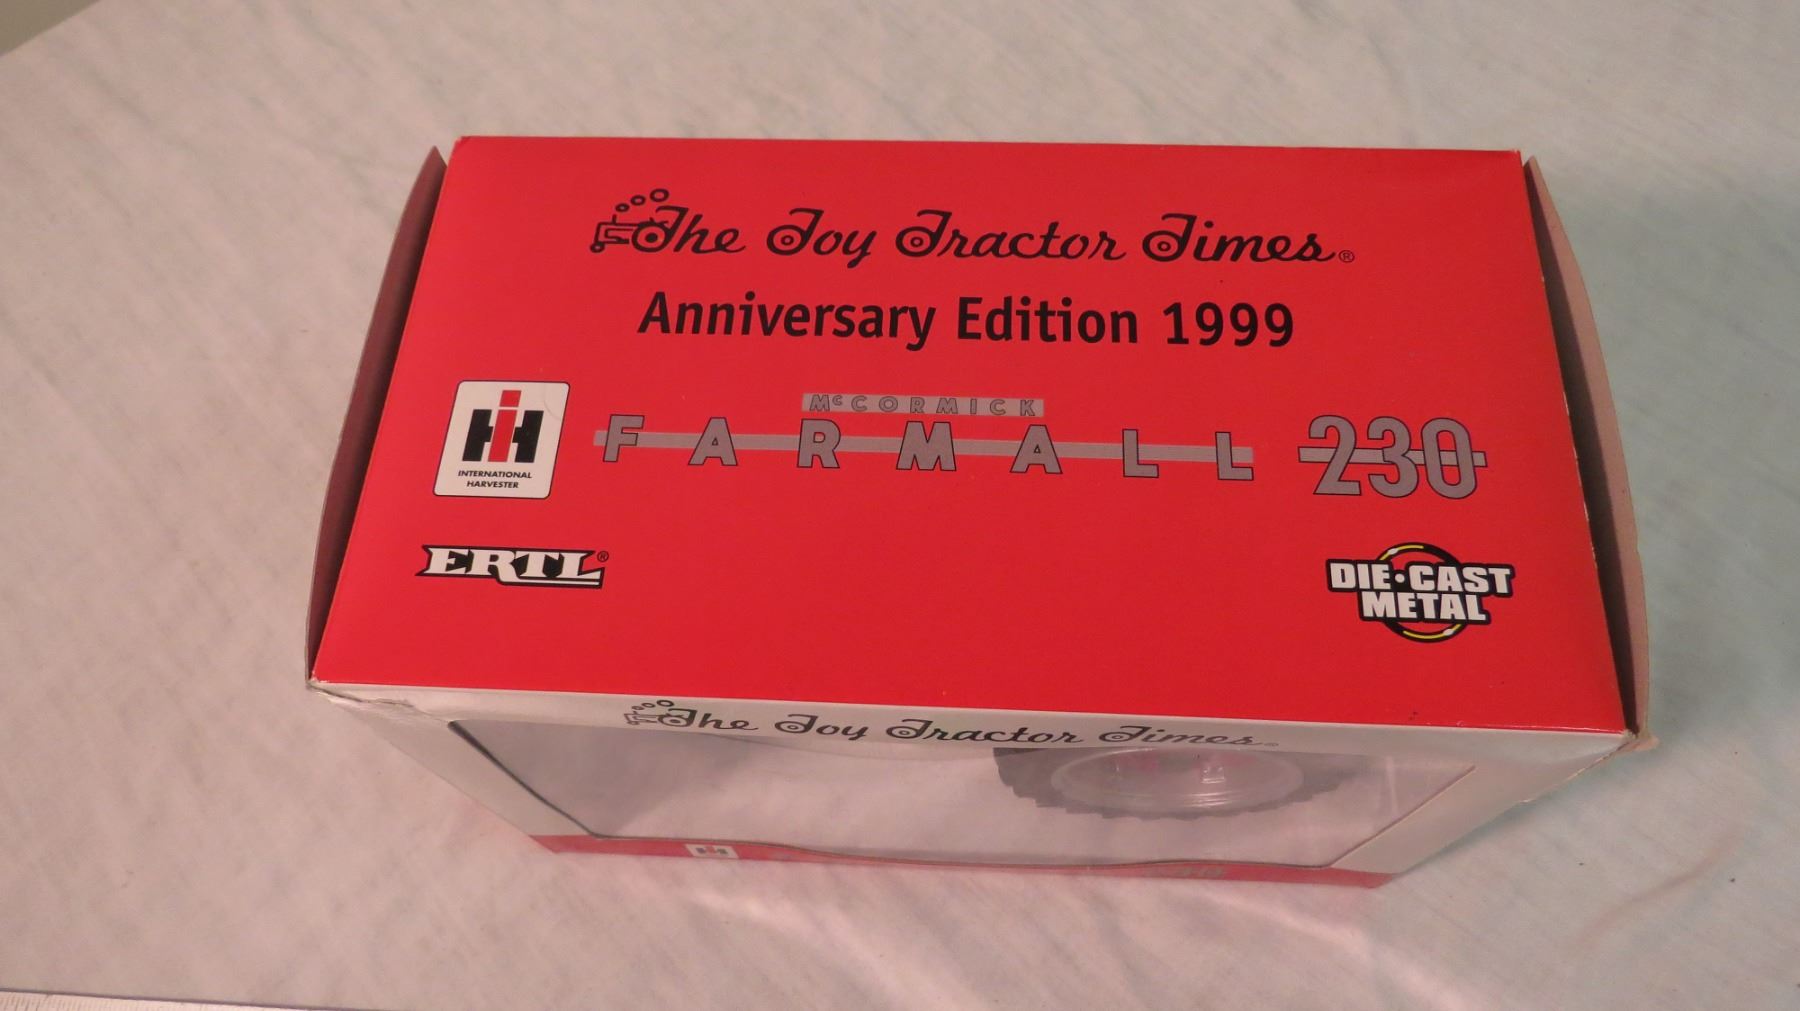 The Toy Tractor Times®
Anniversary Edition 1999
IH
INTERNATIONAL
HARVESTER
McCORMICK
FARMALL 230
ERTL®
DIE•CAST
METAL
The Toy Tractor Times